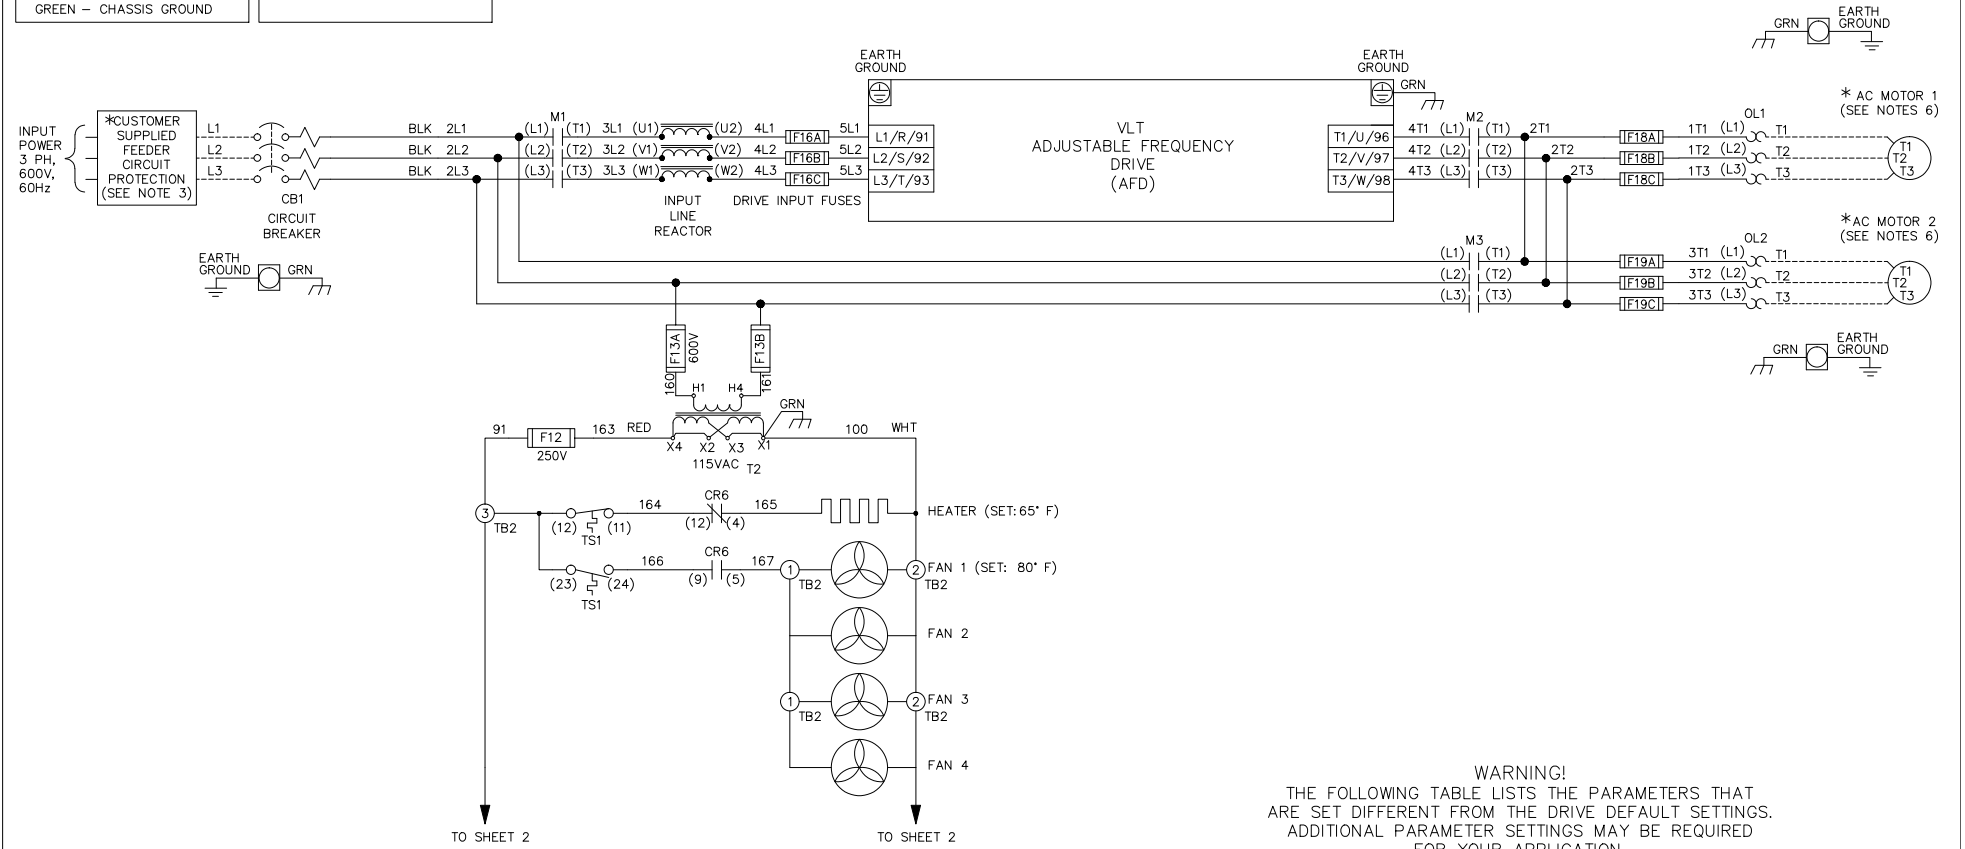 GREEN – CHASSIS GROUND
GRN
EARTH
GROUND
EARTH
GROUND
EARTH
GROUND
GRN
INPUT
POWER
3 PH,
600V,
60Hz
*CUSTOMER
SUPPLIED
FEEDER
CIRCUIT
PROTECTION
(SEE NOTE 3)
L1
L2
L3
CB1
CIRCUIT
BREAKER
BLK 2L1
BLK 2L2
BLK 2L3
M1
(L1) (T1) 3L1 (U1) (U2) 4L1 F16A 5L1 L1/R/91
(L2) (T2) 3L2 (V1) (V2) 4L2 F16B 5L2 L2/S/92
(L3) (T3) 3L3 (W1) (W2) 4L3 F16C 5L3 L3/T/93
INPUT
LINE
REACTOR
DRIVE INPUT FUSES
VLT
ADJUSTABLE FREQUENCY
DRIVE
(AFD)
M2
T1/U/96 4T1 (L1) (T1) 2T1 F18A 1T1 (L1) T1
T2/V/97 4T2 (L2) (T2) 2T2 F18B 1T2 (L2) T2
T3/W/98 4T3 (L3) (T3) 2T3 F18C 1T3 (L3) T3
OL1
* AC MOTOR 1
(SEE NOTES 6)
T1
T2
T3
EARTH
GROUND
GRN
M3
(L1) (T1) F19A 3T1 (L1) T1
(L2) (T2) F19B 3T2 (L2) T2
(L3) (T3) F19C 3T3 (L3) T3
OL2
*AC MOTOR 2
(SEE NOTES 6)
T1
T2
T3
GRN
EARTH
GROUND
F13A
600V
F13B
160
161
H1 H4
GRN
91 F12 163 RED
250V
X4 X2 X3 X1
115VAC T2
100 WHT
3
TB2
(12) (11)
TS1
164
CR6
(12) (4)
165
HEATER (SET: 65° F)
(23) (24)
TS1
166
CR6
(9) (5)
167
1
TB2
2
TB2
FAN 1 (SET: 80° F)
FAN 2
1
TB2
2
TB2
FAN 3
FAN 4
TO SHEET 2
TO SHEET 2
WARNING!
THE FOLLOWING TABLE LISTS THE PARAMETERS THAT
ARE SET DIFFERENT FROM THE DRIVE DEFAULT SETTINGS.
ADDITIONAL PARAMETER SETTINGS MAY BE REQUIRED
FOR YOUR APPLICATION